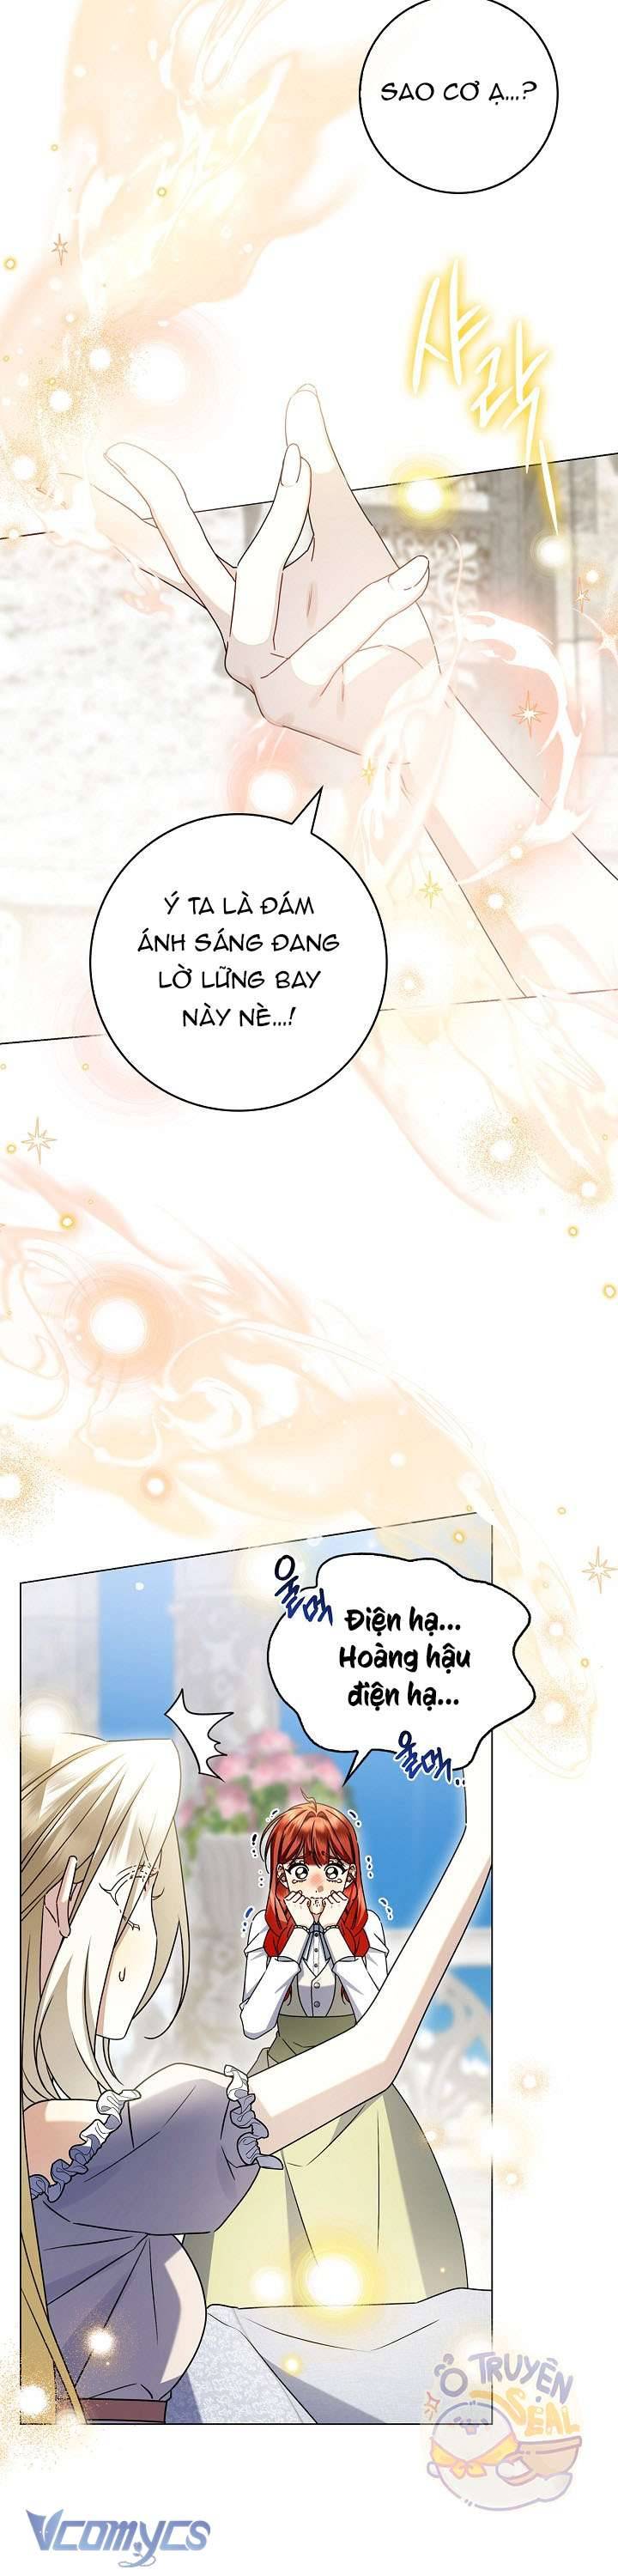 SAO CƠ Ạ...?
샤라락
Ý TA LÀ ĐÁM
ÁNH SÁNG ĐANG
LỜ LỮNG BAY
NÀY NÈ...!
울먹
Điện hạ...
Hoàng hậu
điện hạ...
울먹..
Ổ TRUYỆN
SEAL
Vcomycs